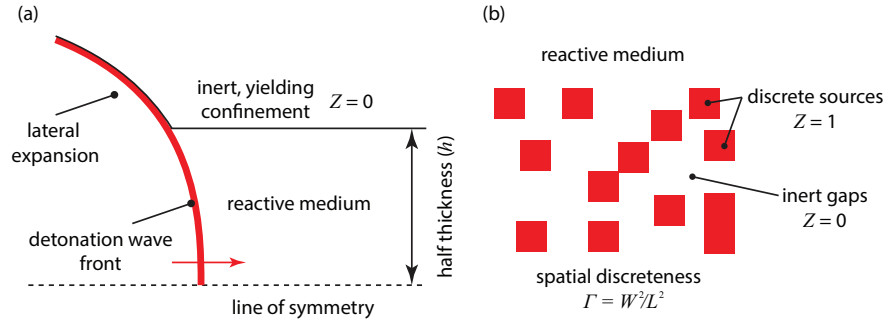 (a)
inert, yielding
confinement Z = 0
lateral
expansion
reactive medium
detonation wave
front
half thickness (h)
line of symmetry
(b)
reactive medium
discrete sources
Z = 1
inert gaps
Z = 0
spatial discreteness
Γ = W²/L²